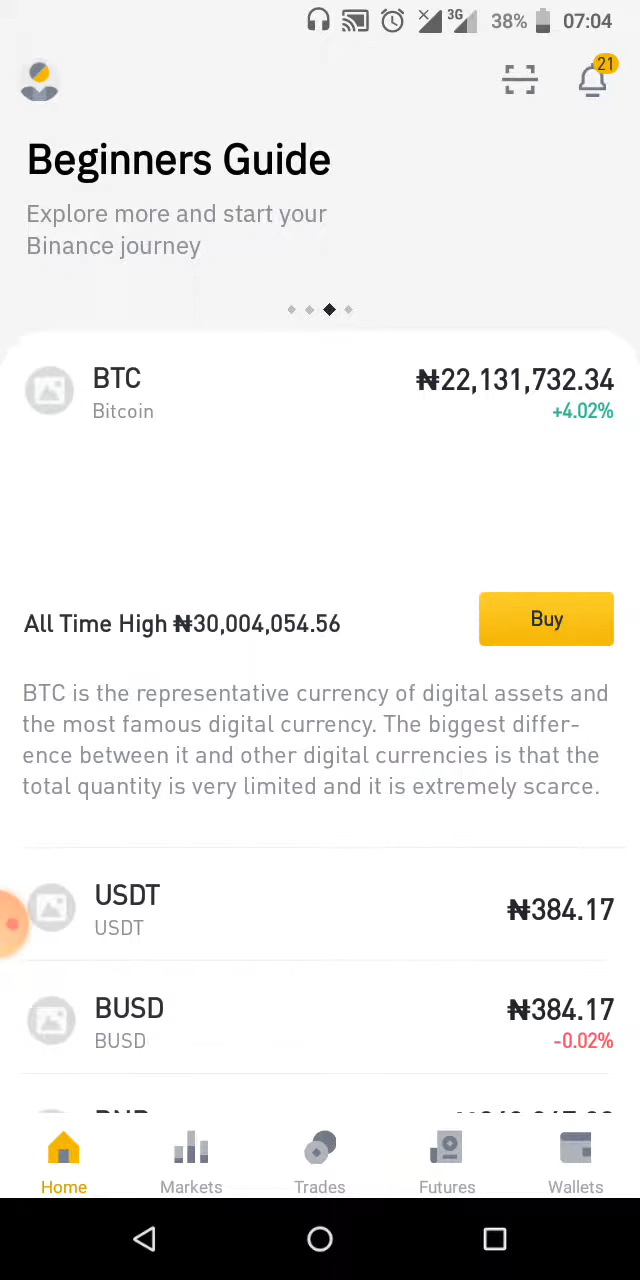 3G 38% 07:04
21
Beginners Guide
Explore more and start your
Binance journey
BTC ₦22,131,732.34
Bitcoin +4.02%
All Time High ₦30,004,054.56 Buy
BTC is the representative currency of digital assets and
the most famous digital currency. The biggest differ-
ence between it and other digital currencies is that the
total quantity is very limited and it is extremely scarce.
USDT ₦384.17
USDT
BUSD ₦384.17
BUSD -0.02%
Home Markets Trades Futures Wallets